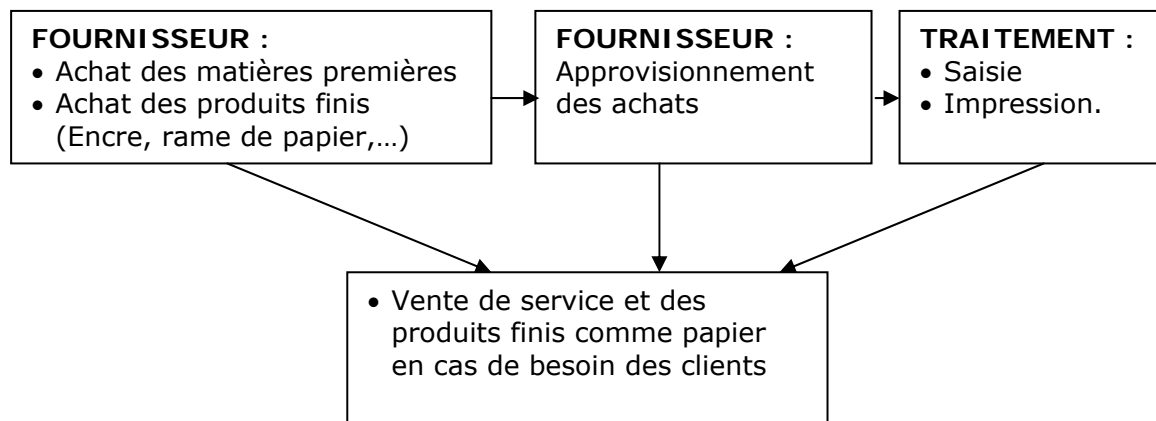 FOURNISSEUR :
• Achat des matières premières
• Achat des produits finis
(Encre, rame de papier,…)
FOURNISSEUR :
Approvisionnement
des achats
TRAITEMENT :
• Saisie
• Impression.
• Vente de service et des
produits finis comme papier
en cas de besoin des clients